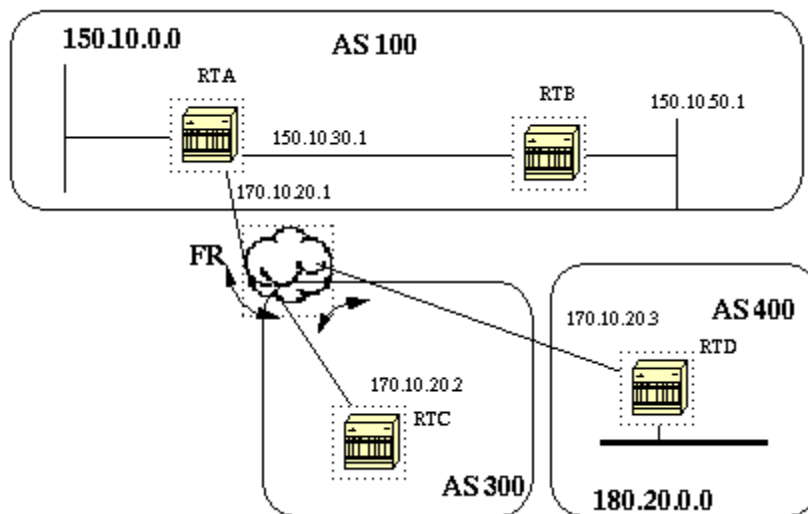 150.10.0.0
AS 100
RTA
RTB
150.10.50.1
150.10.30.1
170.10.20.1
FR
170.10.20.3
AS 400
RTD
170.10.20.2
RTC
AS 300
180.20.0.0